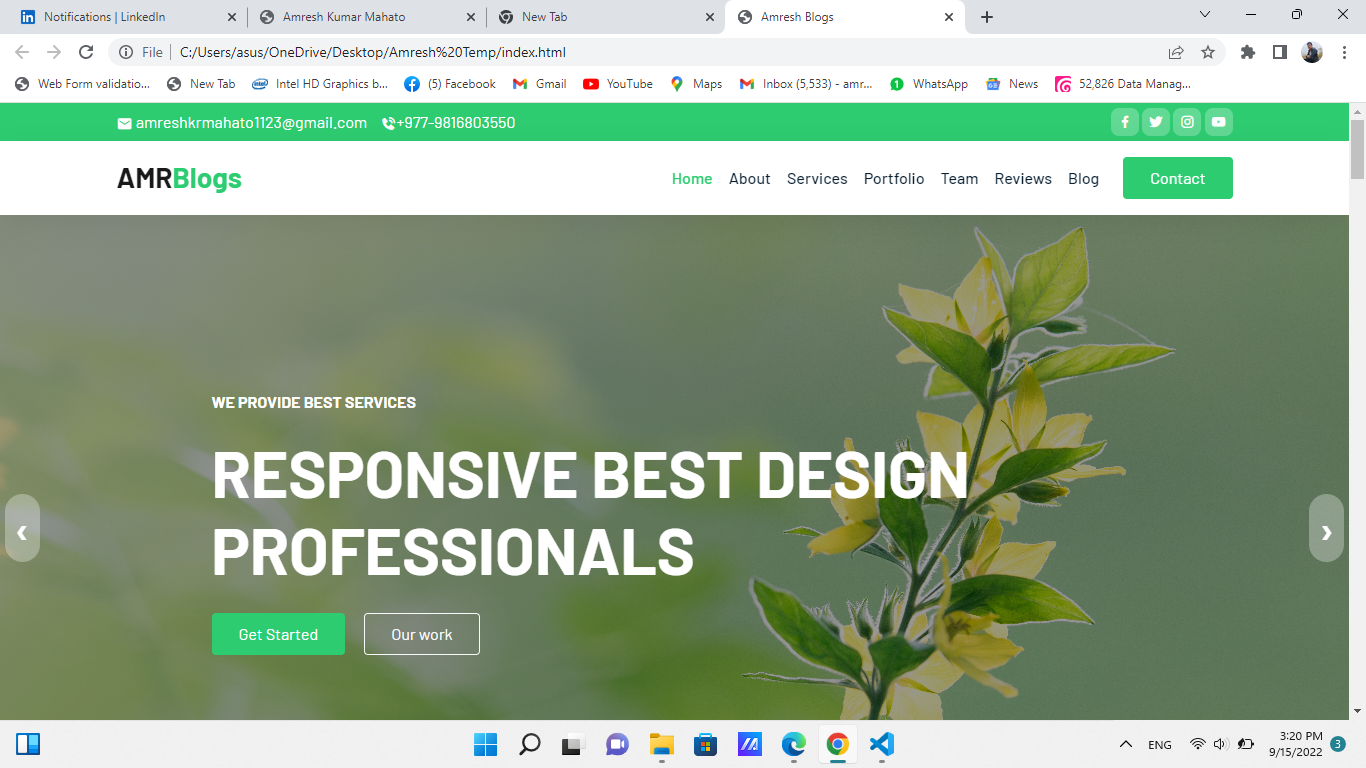 Notifications | LinkedIn
Amresh Kumar Mahato
New Tab
Amresh Blogs
File
C:/Users/asus/OneDrive/Desktop/Amresh%20Temp/index.html
Web Form validatio...
New Tab
Intel HD Graphics b...
(5) Facebook
Gmail
YouTube
Maps
Inbox (5,533) - amr...
WhatsApp
News
52,826 Data Manag...
amreshkrmahato1123@gmail.com +977-9816803550
AMRBlogs
Home About Services Portfolio Team Reviews Blog Contact
WE PROVIDE BEST SERVICES
RESPONSIVE BEST DESIGN
PROFESSIONALS
Get Started Our work
ENG
3:20 PM
9/15/2022
3